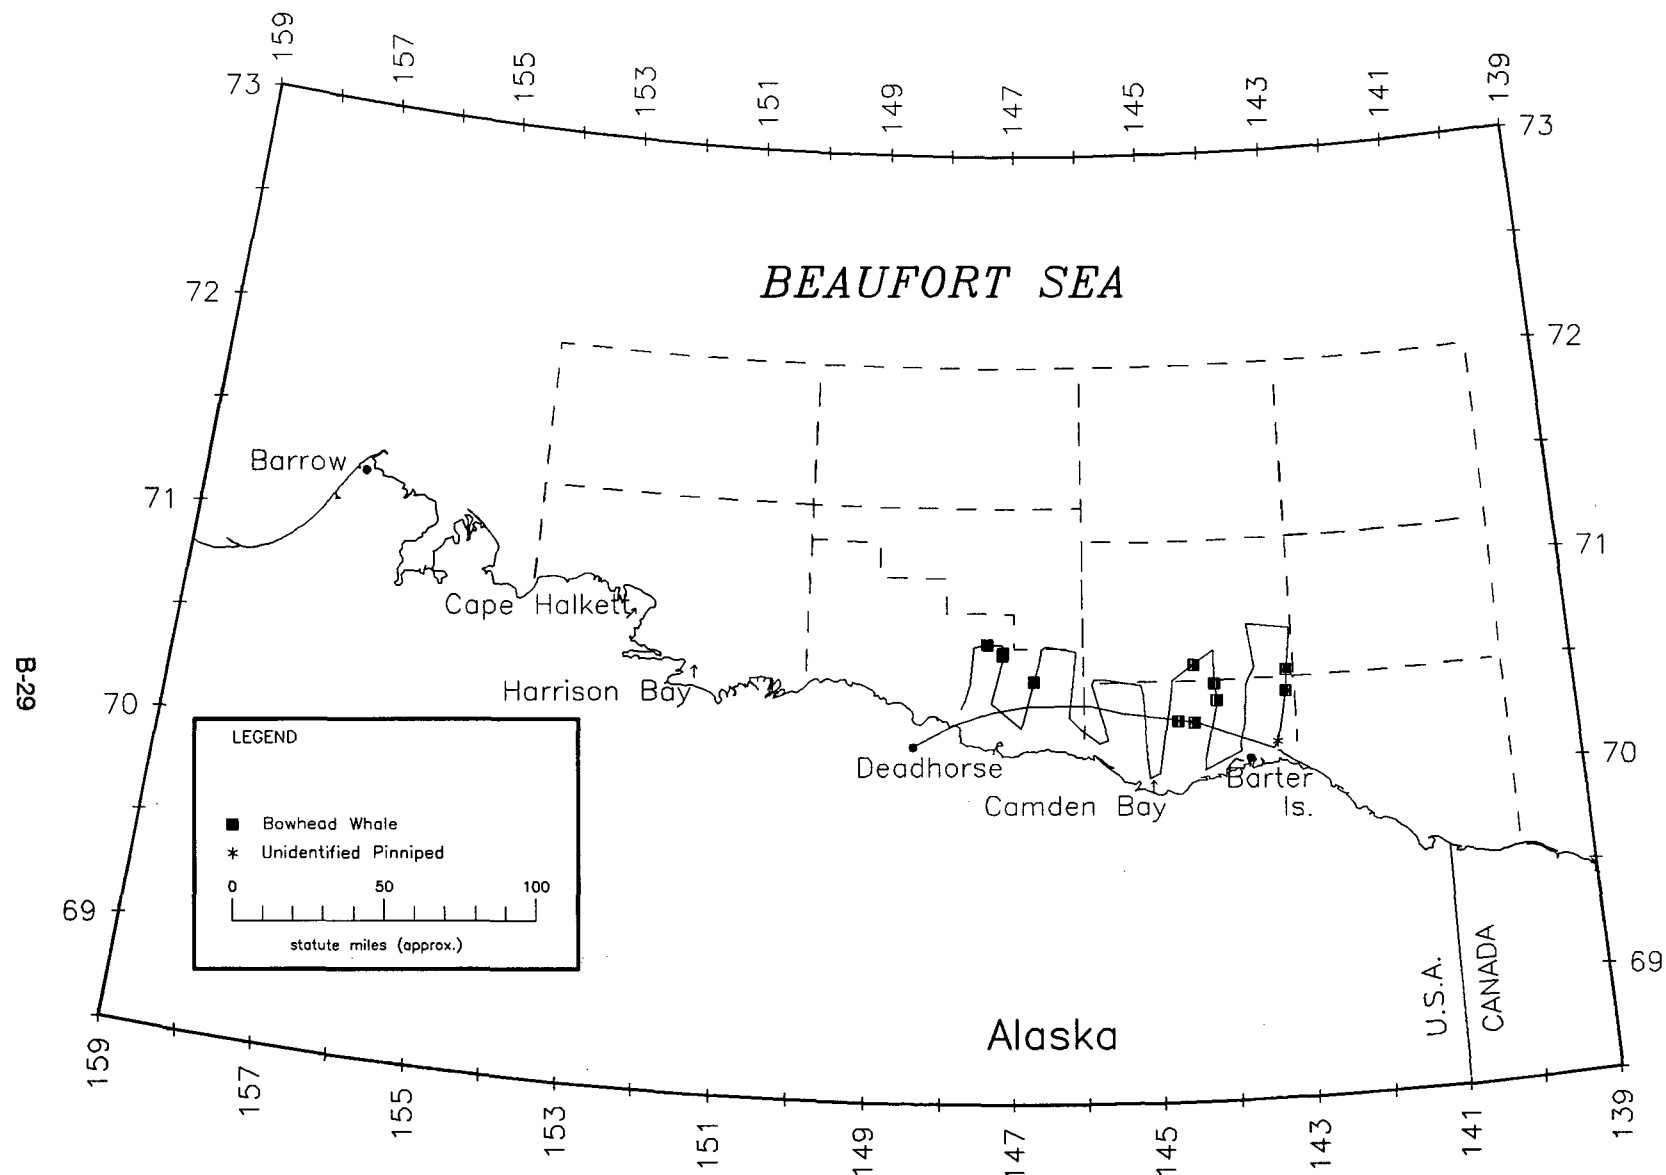 159
157
155
153
151
149
147
145
143
141
139
73
73
BEAUFORT SEA
72
72
Barrow
71
71
Cape Halkett
Harrison Bay
70
70
B-29
Deadhorse
Camden Bay
Barter
Is.
LEGEND
Bowhead Whale
Unidentified Pinniped
0 50 100
statute miles (approx.)
69
69
U.S.A.
CANADA
Alaska
159
157
155
153
151
149
147
145
143
141
139